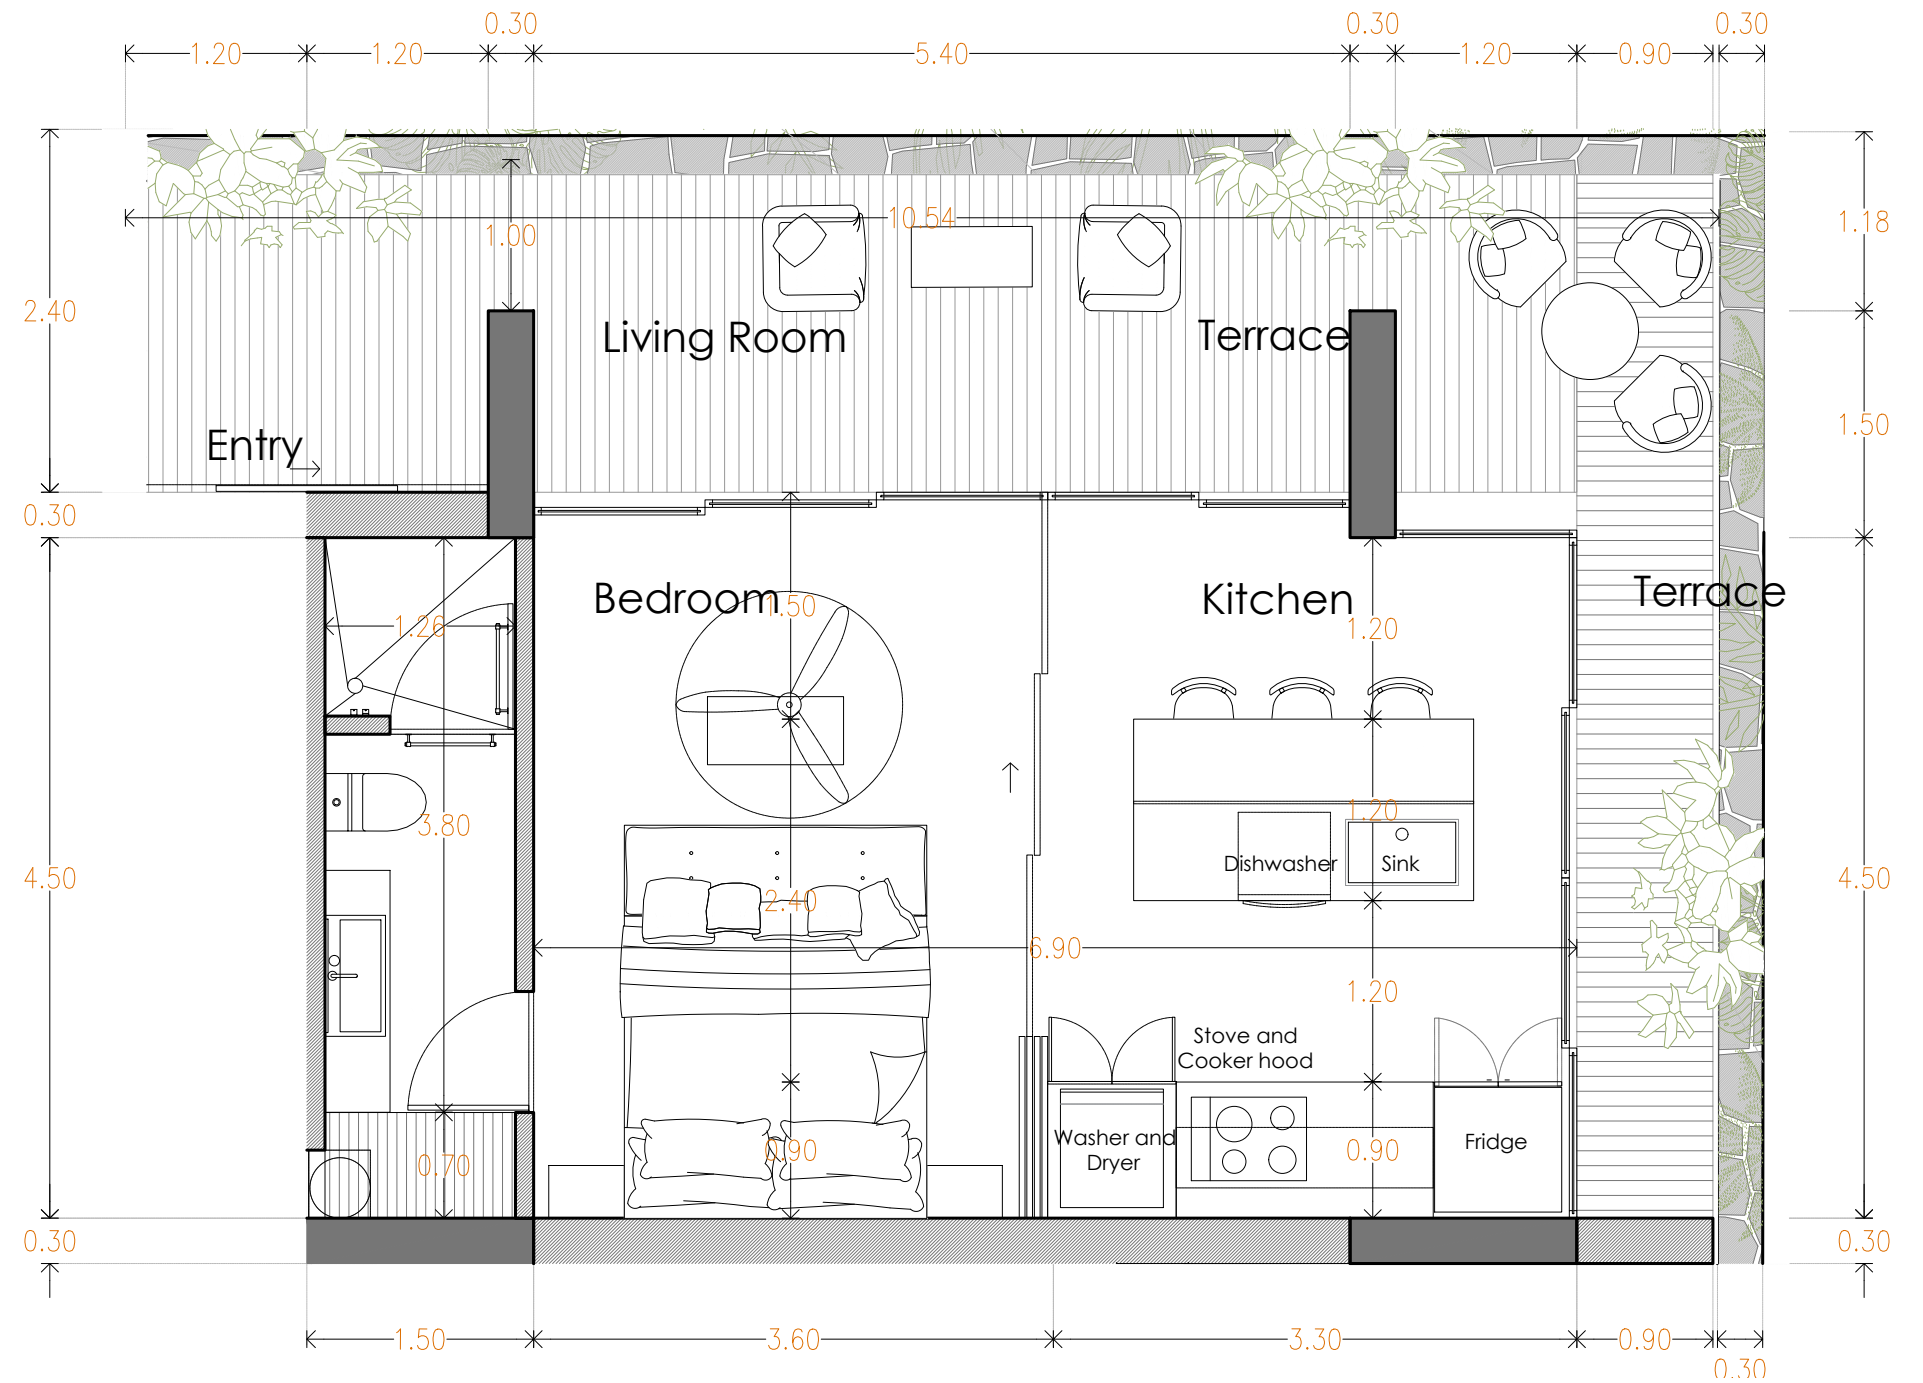 0.30
0.30
0.30
1.20
1.20
5.40
1.20
0.90
10.54
1.18
1.00
2.40
Living Room
Terrace
1.50
Entry
0.30
Bedroom
1.50
Kitchen
Terrace
1.26
1.20
3.80
1.20
Dishwasher
Sink
4.50
2.40
4.50
6.90
1.20
Stove and
Cooker hood
Washer and
Dryer
0.90
0.90
Fridge
0.70
0.30
0.30
1.50
3.60
3.30
0.90
0.30